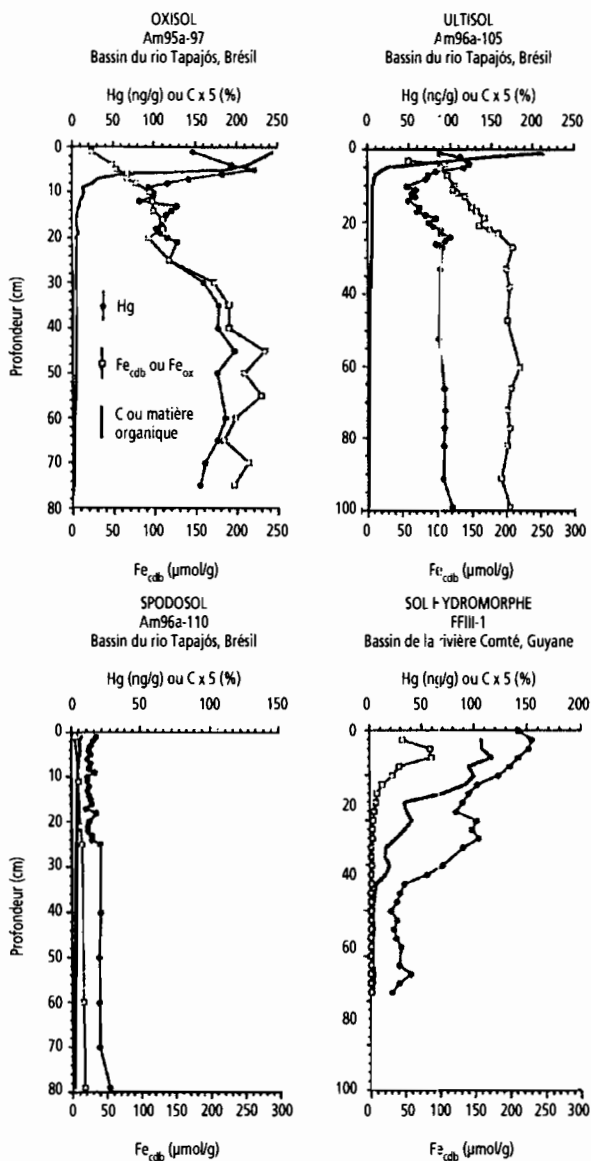 OXISOL
Am95a-97
Bassin du rio Tapajós, Brésil
Hg (ng/g) ou C x 5 (%)
0 50 100 150 200 250
0
10
20
30
40
50
60
70
80
Profondeur (cm)
Hg
Fecdb ou Feox
C ou matière
organique
0 50 100 150 200 250
Fecdb (µmol/g)
ULTISOL
Am96a-105
Bassin du rio Tapajós, Brésil
Hg (ng/g) ou C x 5 (%)
0 50 100 150 200 250
0
20
40
60
80
100
0 50 100 150 200 250 300
Fecdb (µmol/g)
SPODOSOL
Am96a-110
Bassin du rio Tapajós, Brésil
Hg (ng/g) ou C x 5 (%)
0 50 100 150
0
10
20
30
40
50
60
70
80
Profondeur (cm)
0 50 100 150 200 250 300
Fecdb (µmol/g)
SOL HYDROMORPHE
FFIII-1
Bassin de la rivière Comté, Guyane
Hg (ng/g) ou C x 5 (%)
0 50 100 150 200
0
20
40
60
80
100
0 50 100 150 200 250 300
Fecdb (µmol/g)